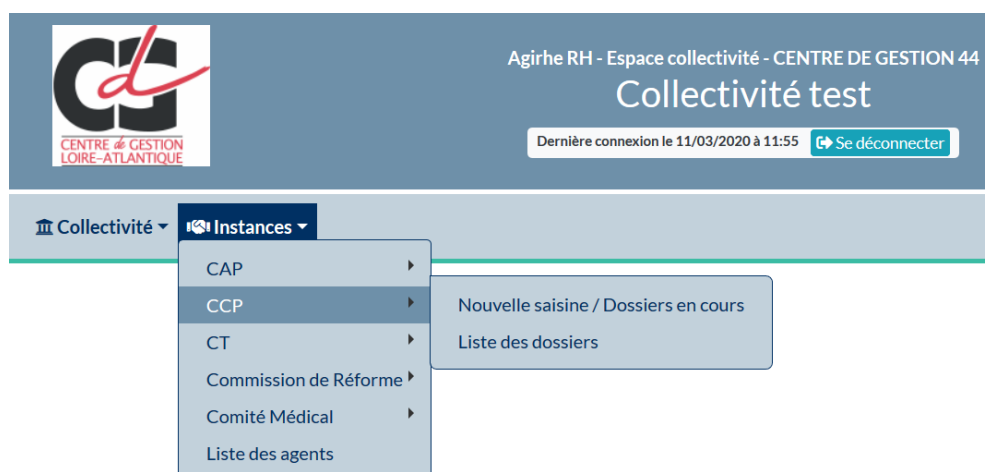 Cd G
CENTRE de GESTION
LOIRE-ATLANTIQUE
Agirhe RH - Espace collectivité - CENTRE DE GESTION 44
Collectivité test
Dernière connexion le 11/03/2020 à 11:55 Se déconnecter
Collectivité Instances
CAP
CCP
Nouvelle saisine / Dossiers en cours
CT
Liste des dossiers
Commission de Réforme
Comité Médical
Liste des agents